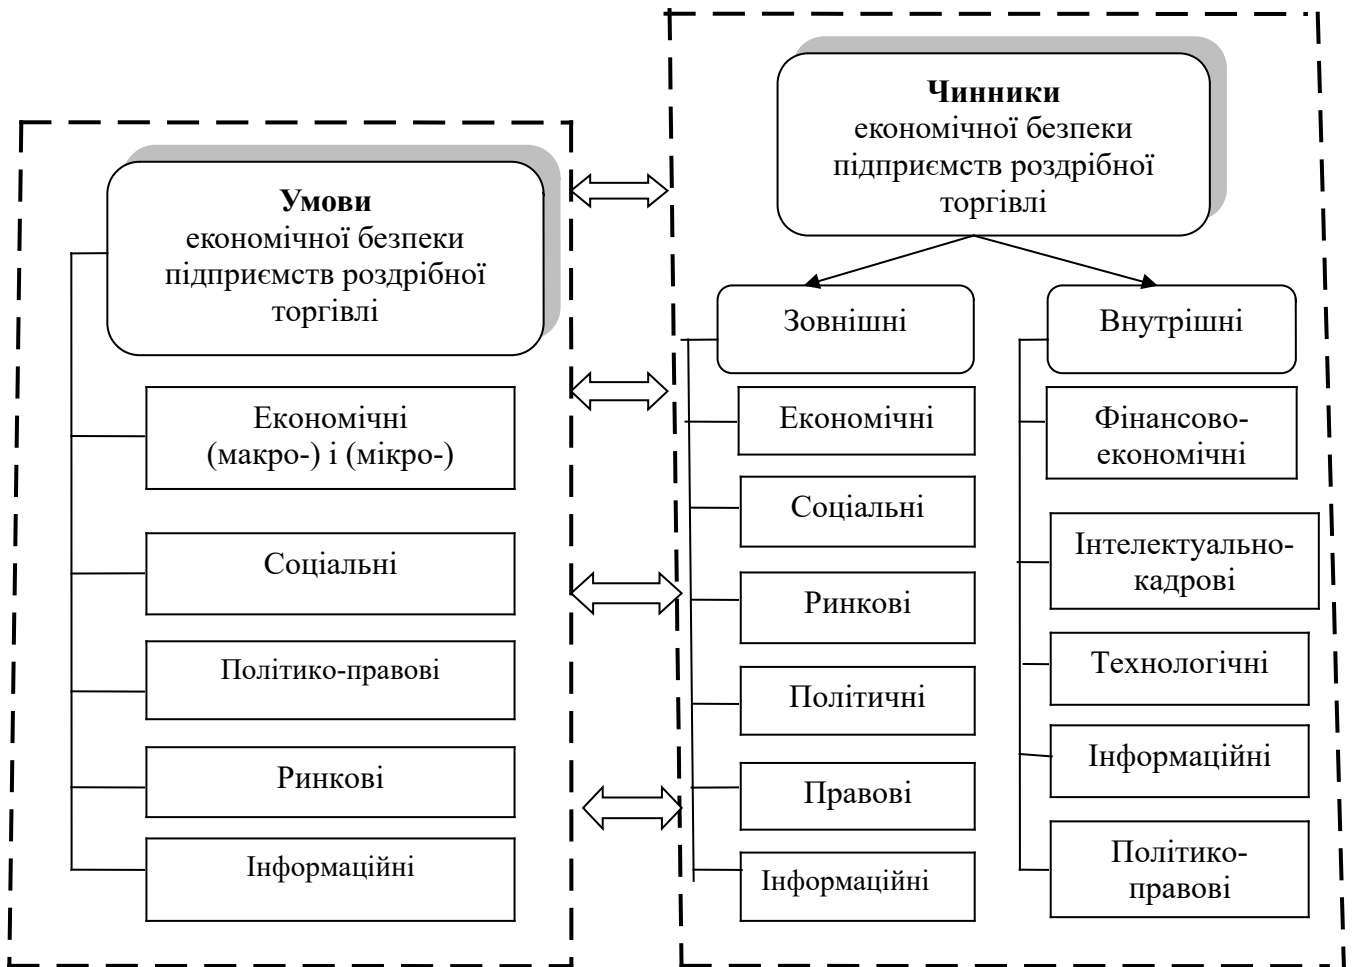 Умови
економічної безпеки
підприємств роздрібної
торгівлі
Економічні
(макро-) і (мікро-)
Соціальні
Політико-правові
Ринкові
Інформаційні
Чинники
економічної безпеки
підприємств роздрібної
торгівлі
Зовнішні
Економічні
Соціальні
Ринкові
Політичні
Правові
Інформаційні
Внутрішні
Фінансово-
економічні
Інтелектуально-
кадрові
Технологічні
Інформаційні
Політико-
правові